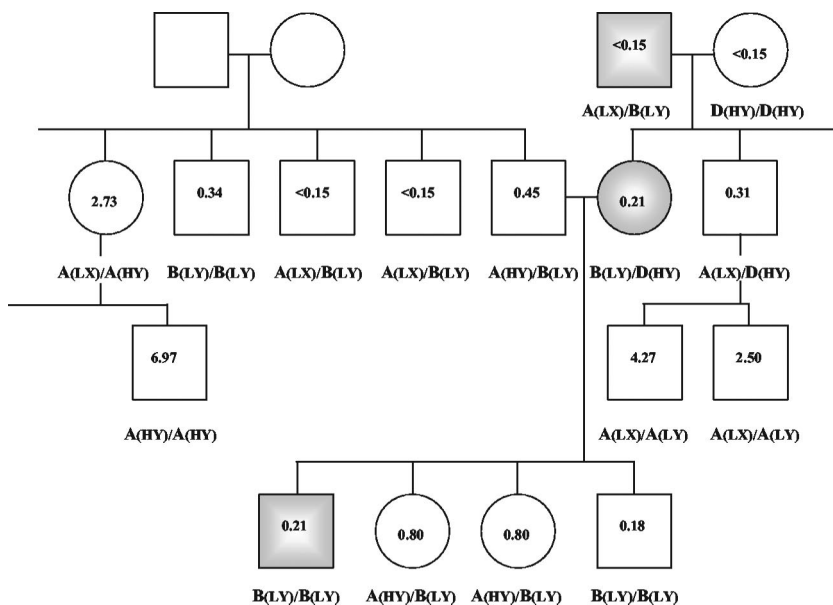 <0.15
<0.15
A(LX)/B(LY) D(HY)/D(HY)
2.73 0.34 <0.15 <0.15 0.45 0.21 0.31
A(LX)/A(HY) B(LY)/B(LY) A(LX)/B(LY) A(LX)/B(LY) A(HY)/B(LY) B(LY)/D(HY) A(LX)/D(HY)
6.97 4.27 2.50
A(HY)/A(HY) A(LX)/A(LY) A(LX)/A(LY)
0.21 0.80 0.80 0.18
B(LY)/B(LY) A(HY)/B(LY) A(HY)/B(LY) B(LY)/B(LY)